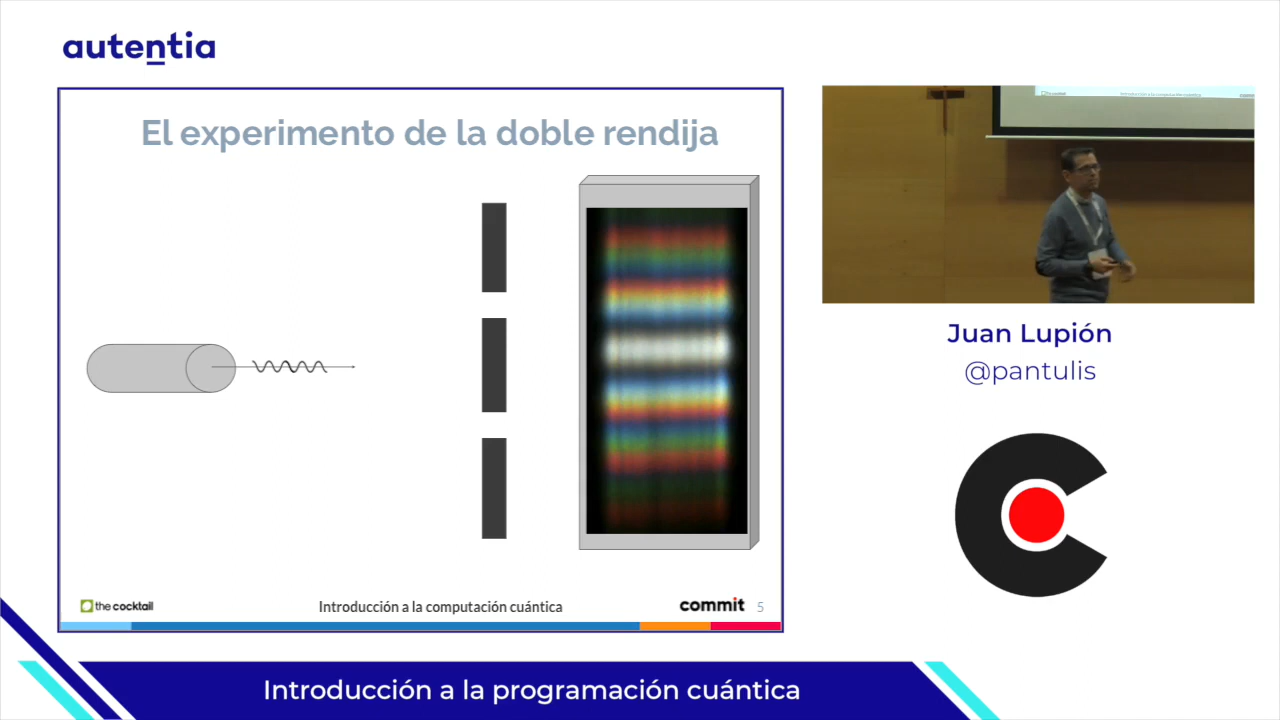 autentia
El experimento de la doble rendija
Juan Lupión
@pantulis
the cocktail
Introducción a la computación cuántica
commit
5
Introducción a la programación cuántica